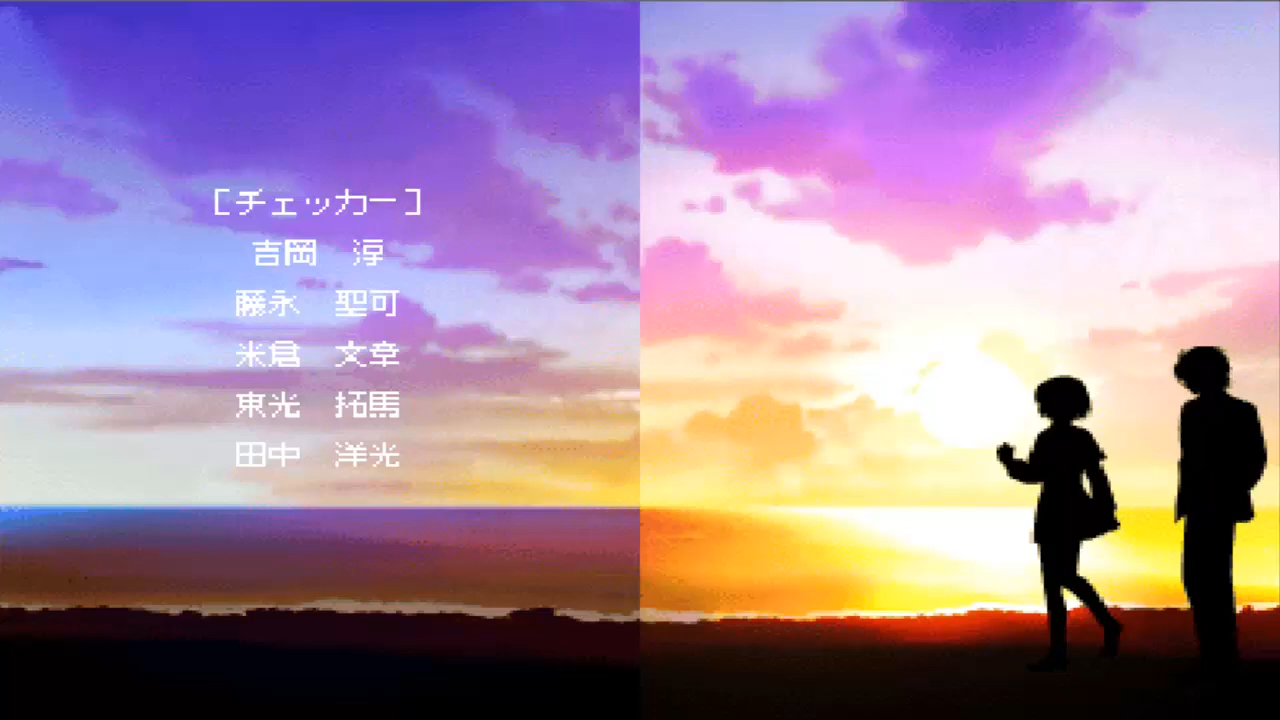 ［チェッカー］
吉岡　淳
藤永　聖可
米倉　文章
東光　拓馬
田中　洋光